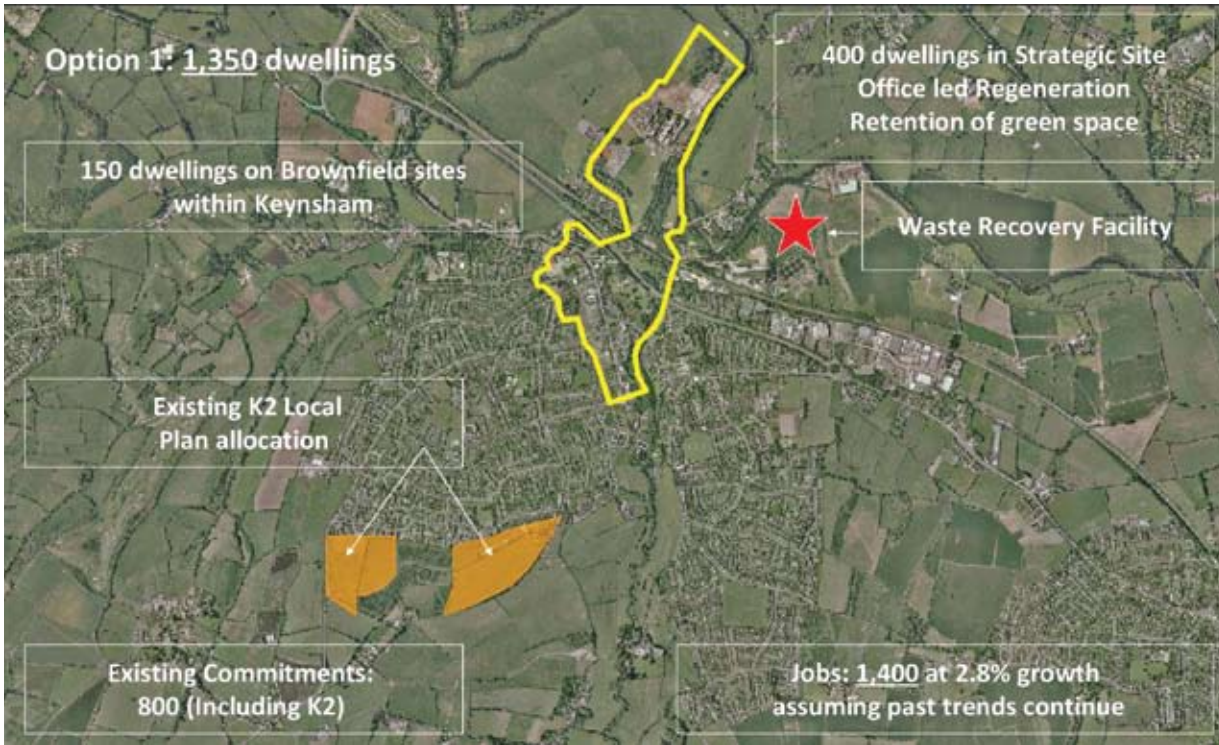 Option 1: 1,350 dwellings
400 dwellings in Strategic Site
Office led Regeneration
Retention of green space
150 dwellings on Brownfield sites
within Keynsham
Waste Recovery Facility
Existing K2 Local
Plan allocation
Existing Commitments:
800 (Including K2)
Jobs: 1,400 at 2.8% growth
assuming past trends continue